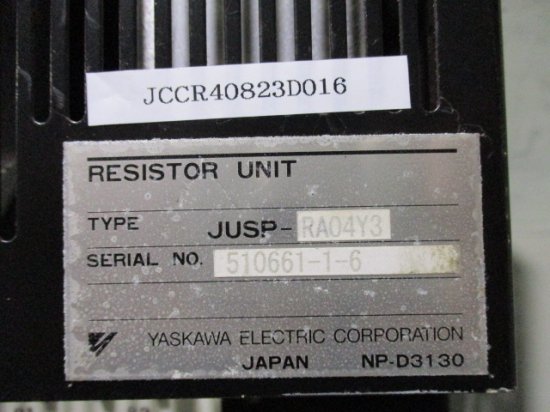 JCCR40823D016
RESISTOR UNIT
TYPE JUSP-RA04Y3
SERIAL NO. 510661-1-6
YASKAWA ELECTRIC CORPORATION
JAPAN NP-D3130